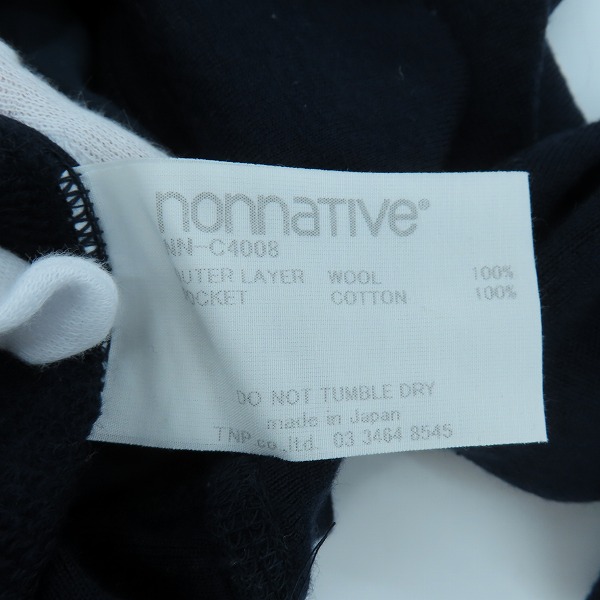 nonnative®
NN-C4008
OUTER LAYER WOOL 100%
POCKET COTTON 100%
DO NOT TUMBLE DRY
made in Japan
TNP co.,ltd. 03 3464 8545